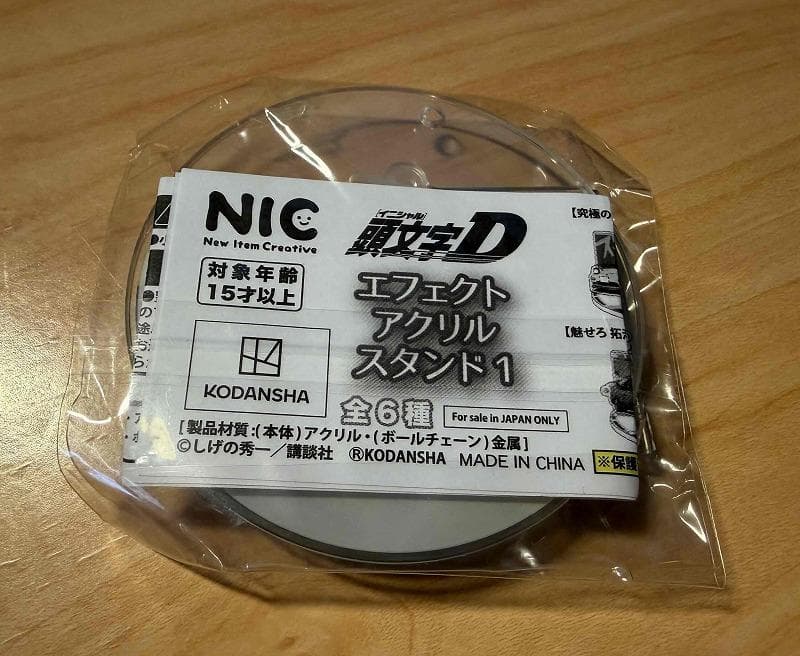 NIC
New Item Creative
イニシャル
頭文字D
【究極の
対象年齢
15才以上
エフェクト
アクリル
スタンド1
【魅せろ 拓
KODANSHA
全6種
For sale in JAPAN ONLY
[製品材質:(本体)アクリル・(ボールチェーン)金属]
©しげの秀一/講談社 ®KODANSHA MADE IN CHINA
※保護